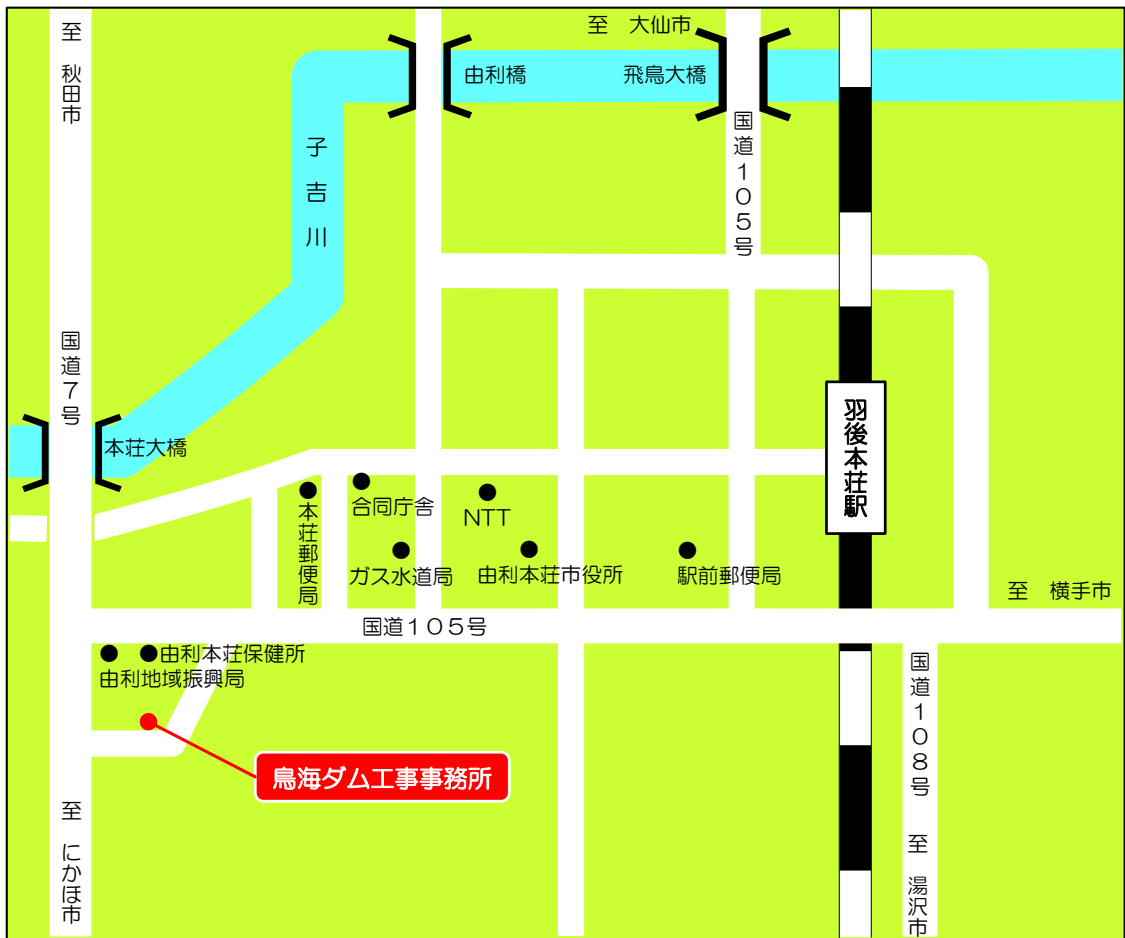 至　秋田市
至　大仙市
由利橋
飛鳥大橋
国道１０５号
子吉川
国道７号
本荘大橋
羽後本荘駅
合同庁舎
NTT
本荘郵便局
ガス水道局
由利本荘市役所
駅前郵便局
至　横手市
国道１０５号
由利本荘保健所
由利地域振興局
国道１０８号
鳥海ダム工事事務所
至　にかほ市
至　湯沢市